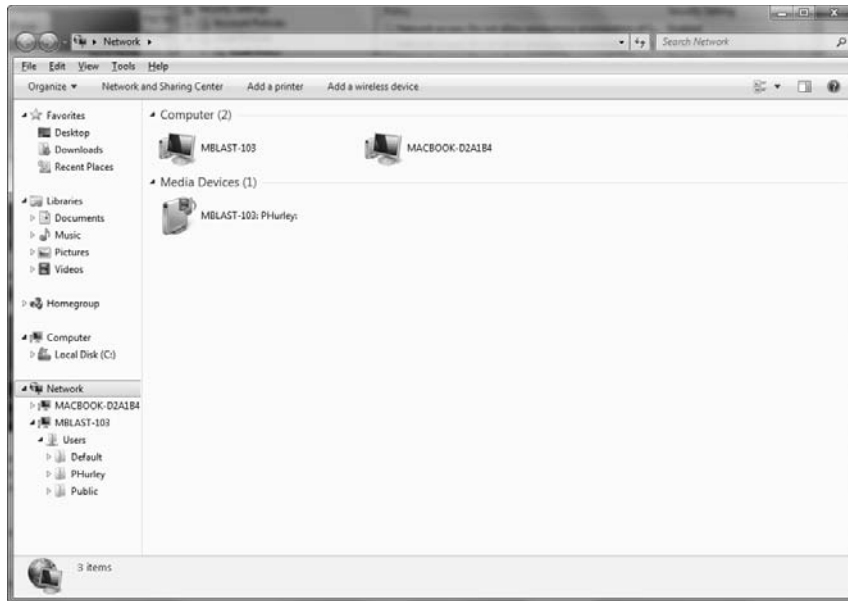 Network
Search Network
File Edit View Tools Help
Organize Network and Sharing Center Add a printer Add a wireless device
Favorites
Desktop
Downloads
Recent Places
Libraries
Documents
Music
Pictures
Videos
Homegroup
Computer
Local Disk (C:)
Network
MACBOOK-D2A1B4
MBLAST-103
Users
Default
PHurley
Public
Computer (2)
MBLAST-103 MACBOOK-D2A1B4
Media Devices (1)
MBLAST-103: PHurley:
3 items